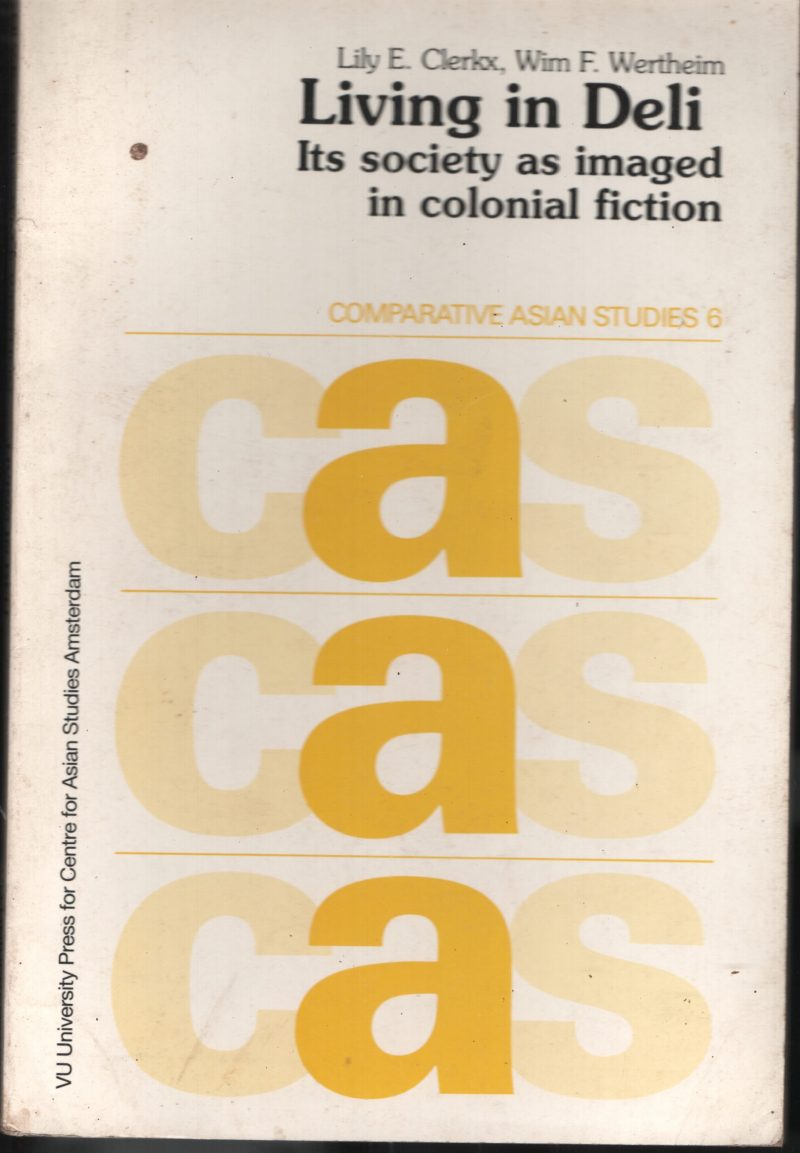 Lily E. Clerkx, Wim F. Wertheim
Living in Deli
Its society as imaged
in colonial fiction
COMPARATIVE ASIAN STUDIES 6
cas
cas
cas
VU University Press for Centre for Asian Studies Amsterdam